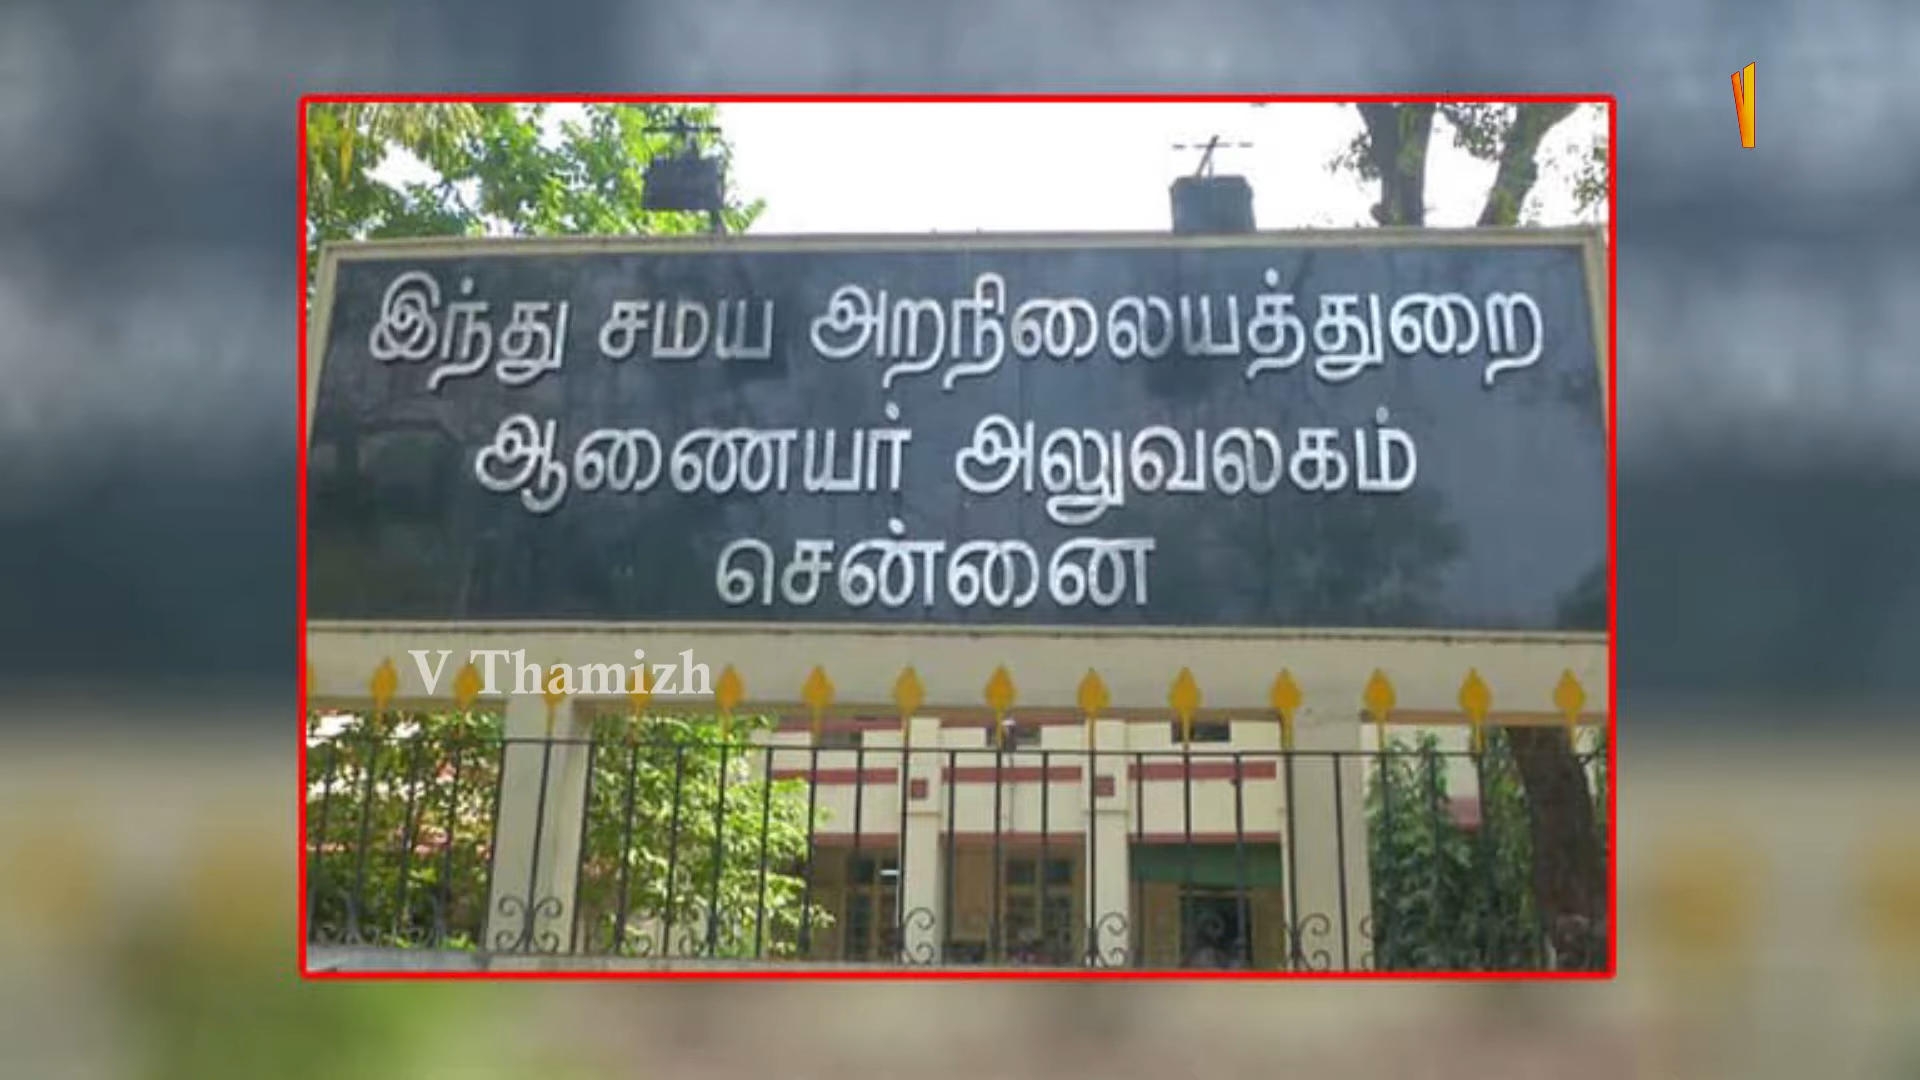 இந்து சமய அறநிலையத்துறை
ஆணையர் அலுவலகம்
சென்னை
V Thamizh